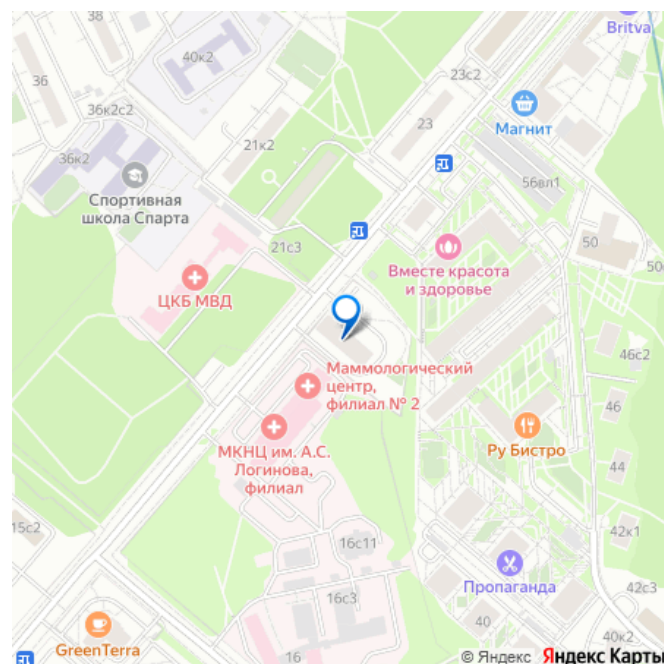 38
36
40к2
Britva
23с2
Магнит
36к2с2
23
21к2
36к2
56вл1
Спортивная
школа Спарта
21с3
50
Вместе красота
и здоровье
ЦКБ МВД
46с2
Маммологический
центр,
филиал № 2
46
Ру Бистро
МКНЦ им. А.С.
Логинова,
филиал
44
15с2
16с11
42к1
Пропаганда
16с3
42с3
40
GreenTerra
16
40к2
© Яндекс Яндекс Карты